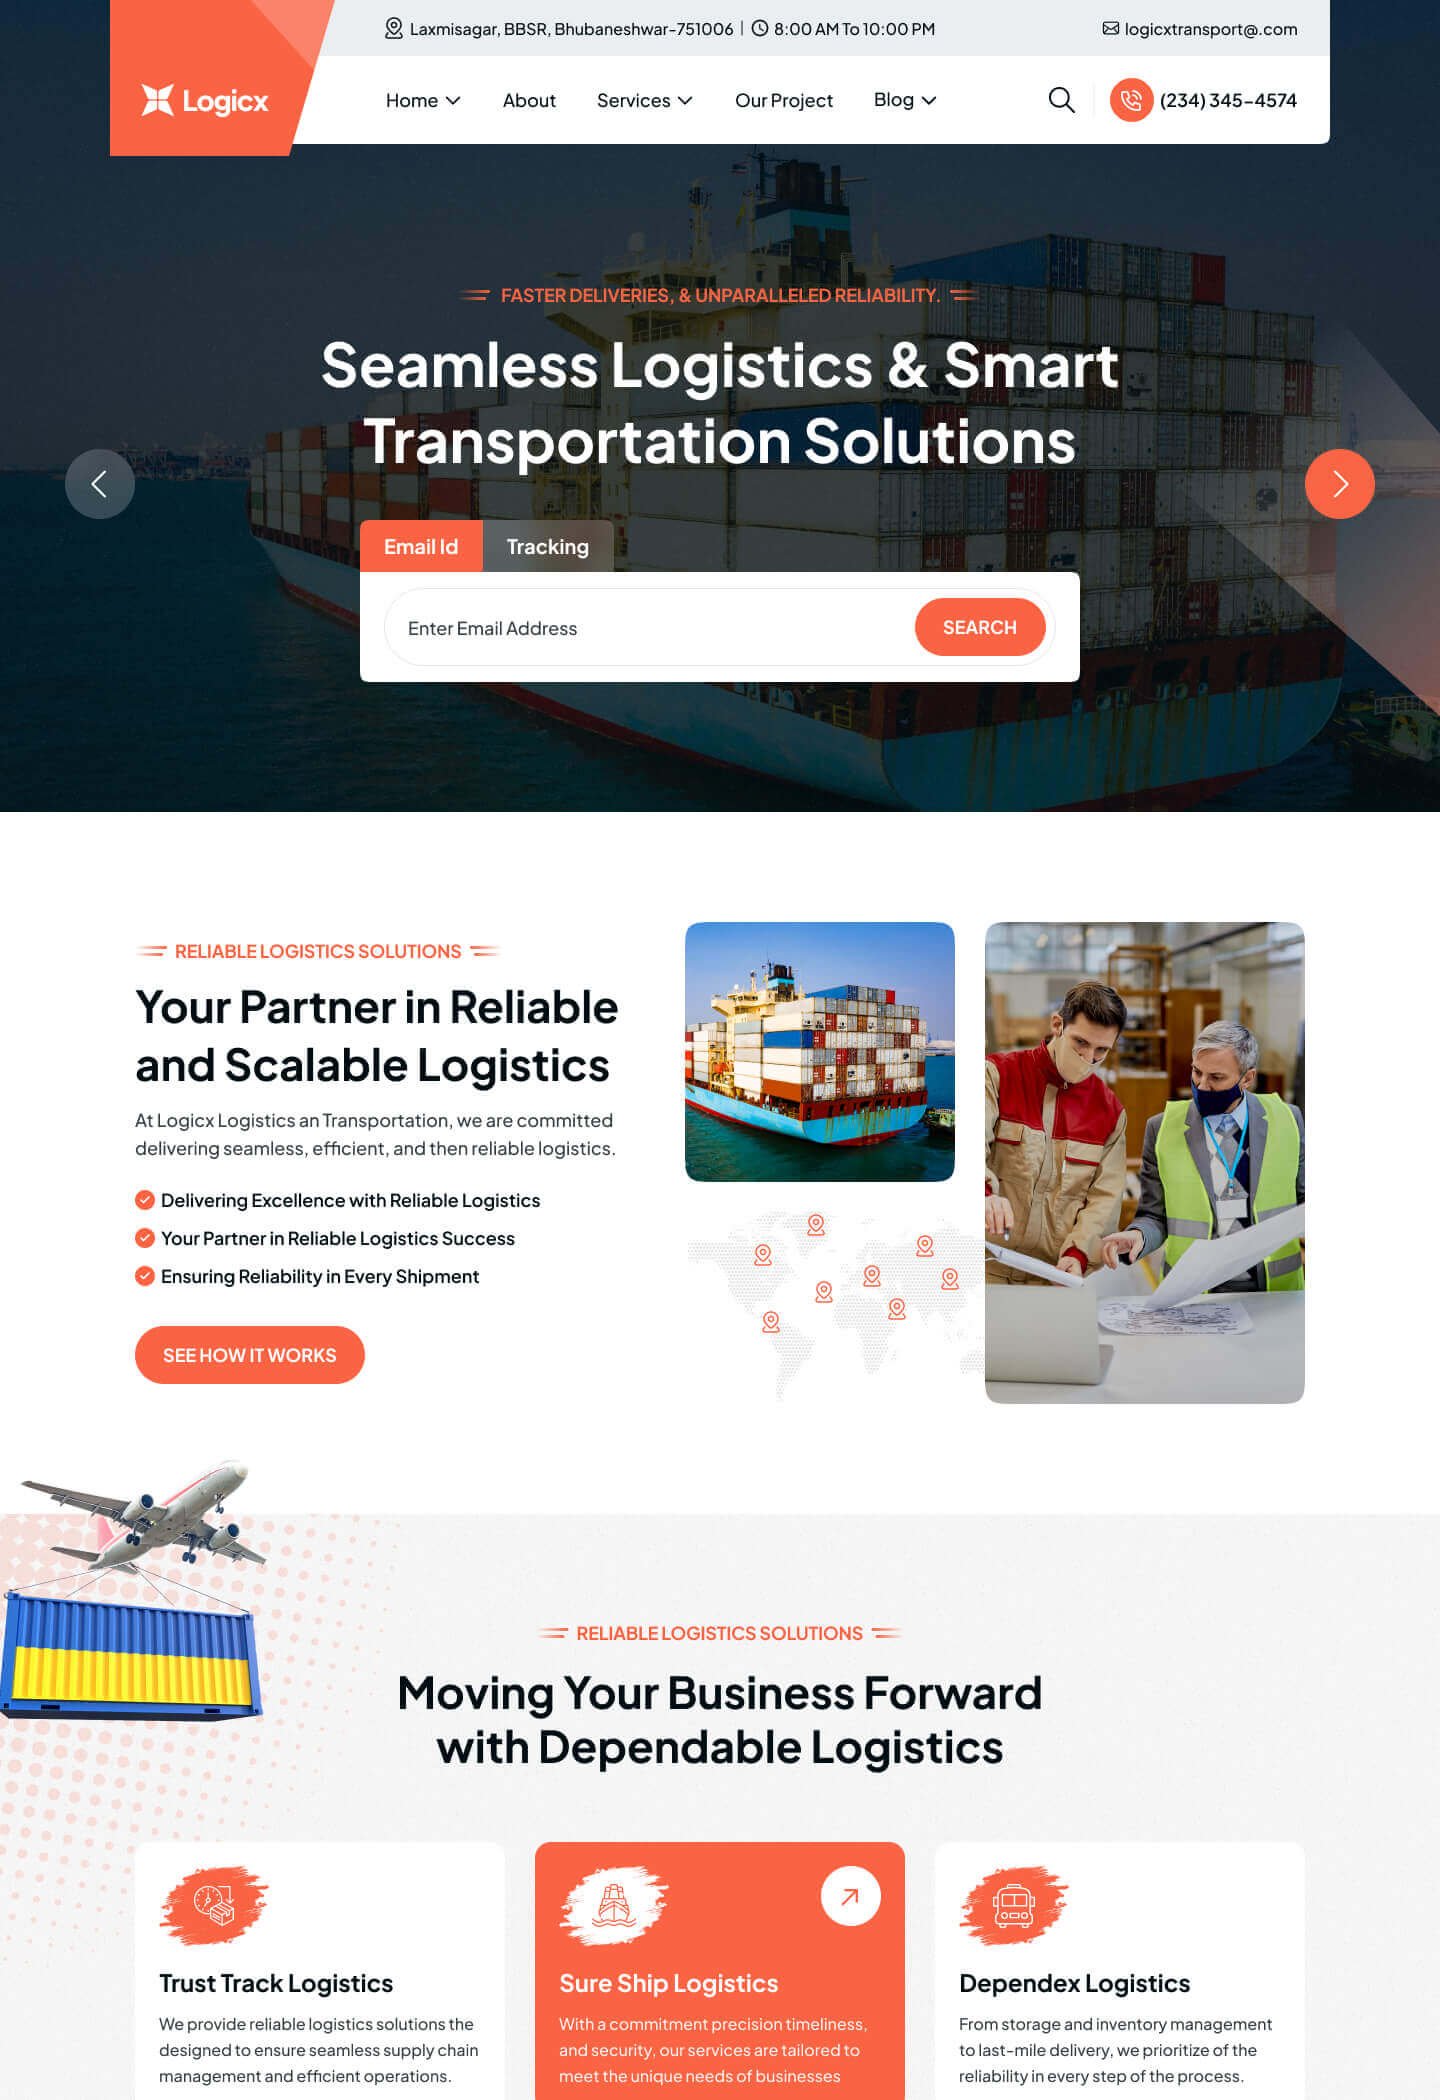 Laxmisagar, BBSR, Bhubaneshwar-751006 | 8:00 AM To 10:00 PM
logicxtransport@.com
Logicx
Home
About
Services
Our Project
Blog
(234) 345-4574
FASTER DELIVERIES, & UNPARALLELED RELIABILITY.
Seamless Logistics & Smart
Transportation Solutions
Email Id
Tracking
Enter Email Address
SEARCH
RELIABLE LOGISTICS SOLUTIONS
Your Partner in Reliable
and Scalable Logistics
At Logicx Logistics an Transportation, we are committed
delivering seamless, efficient, and then reliable logistics.
Delivering Excellence with Reliable Logistics
Your Partner in Reliable Logistics Success
Ensuring Reliability in Every Shipment
SEE HOW IT WORKS
RELIABLE LOGISTICS SOLUTIONS
Moving Your Business Forward
with Dependable Logistics
Trust Track Logistics
We provide reliable logistics solutions the
designed to ensure seamless supply chain
management and efficient operations.
Sure Ship Logistics
With a commitment precision timeliness,
and security, our services are tailored to
meet the unique needs of businesses
Dependex Logistics
From storage and inventory management
to last-mile delivery, we prioritize of the
reliability in every step of the process.